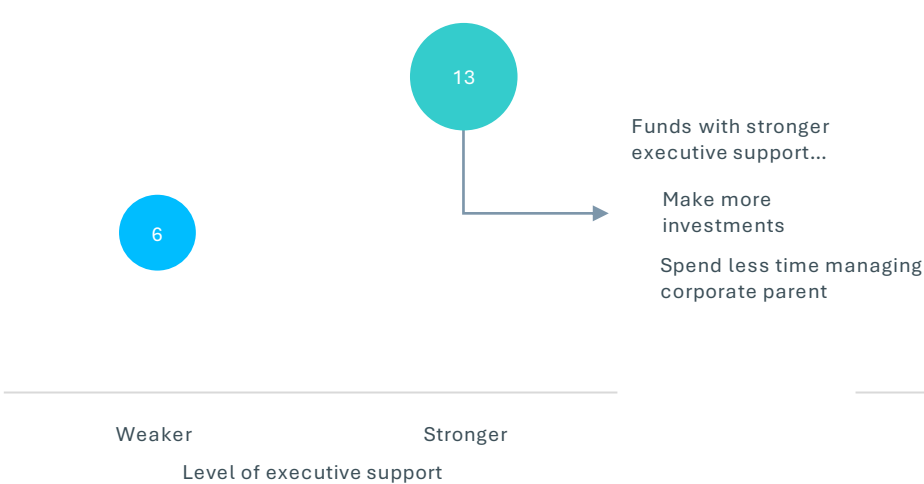 13
Funds with stronger
executive support...
Make more
investments
6
Spend less time managing
corporate parent
Weaker
Stronger
Level of executive support